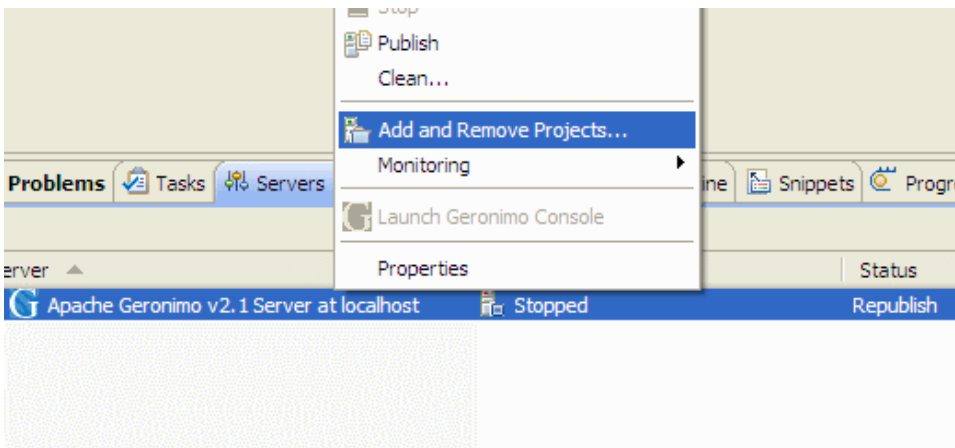 Stop
Publish
Clean...
Add and Remove Projects...
Monitoring
Problems Tasks Servers ine Snippets Progr
Launch Geronimo Console
Properties
erver Status
Apache Geronimo v2.1 Server at localhost Stopped Republish